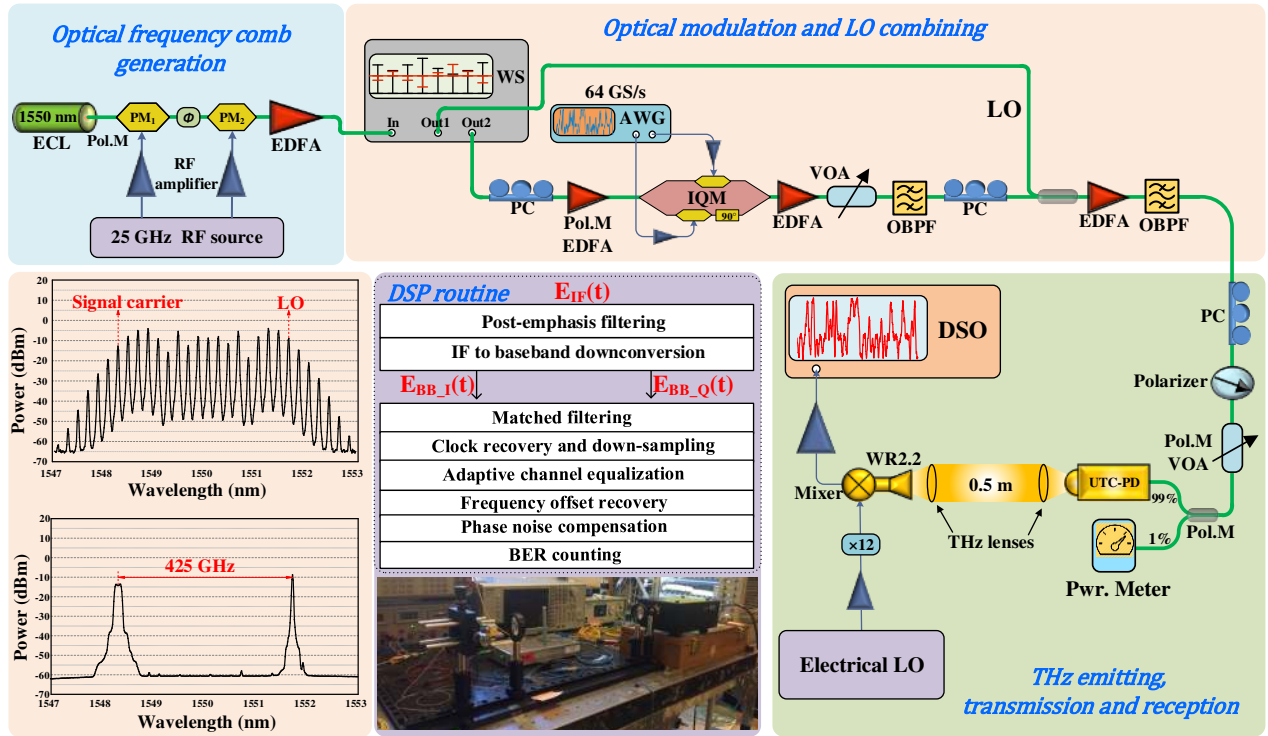 Optical frequency comb
generation
1550 nm
ECL
Pol.M
PM1
Φ
PM2
EDFA
RF
amplifier
25 GHz RF source
Optical modulation and LO combining
WS
In
Out1
Out2
64 GS/s
AWG
LO
PC
Pol.M
EDFA
IQM
90°
EDFA
VOA
OBPF
PC
EDFA
OBPF
20
10
0
-10
-20
-30
-40
-50
-60
-70
Power (dBm)
Signal carrier
LO
1547
1548
1549
1550
1551
1552
1553
Wavelength (nm)
20
10
0
-10
-20
-30
-40
-50
-60
-70
Power (dBm)
425 GHz
1547
1548
1549
1550
1551
1552
1553
Wavelength (nm)
DSP routine
EIF(t)
Post-emphasis filtering
IF to baseband downconversion
EBB_I(t)
EBB_Q(t)
Matched filtering
Clock recovery and down-sampling
Adaptive channel equalization
Frequency offset recovery
Phase noise compensation
BER counting
DSO
PC
Polarizer
Pol.M
VOA
Mixer
WR2.2
0.5 m
UTC-PD
99%
Pol.M
1%
THz lenses
Pwr. Meter
×12
Electrical LO
THz emitting,
transmission and reception